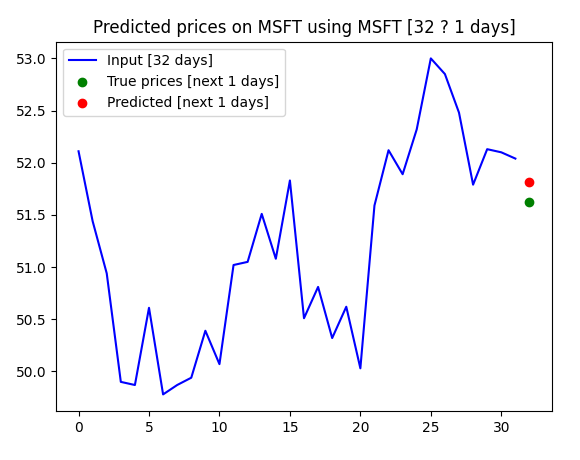 Predicted prices on MSFT using MSFT [32 ? 1 days]
Input [32 days]
True prices [next 1 days]
Predicted [next 1 days]
53.0
52.5
52.0
51.5
51.0
50.5
50.0
0 5 10 15 20 25 30